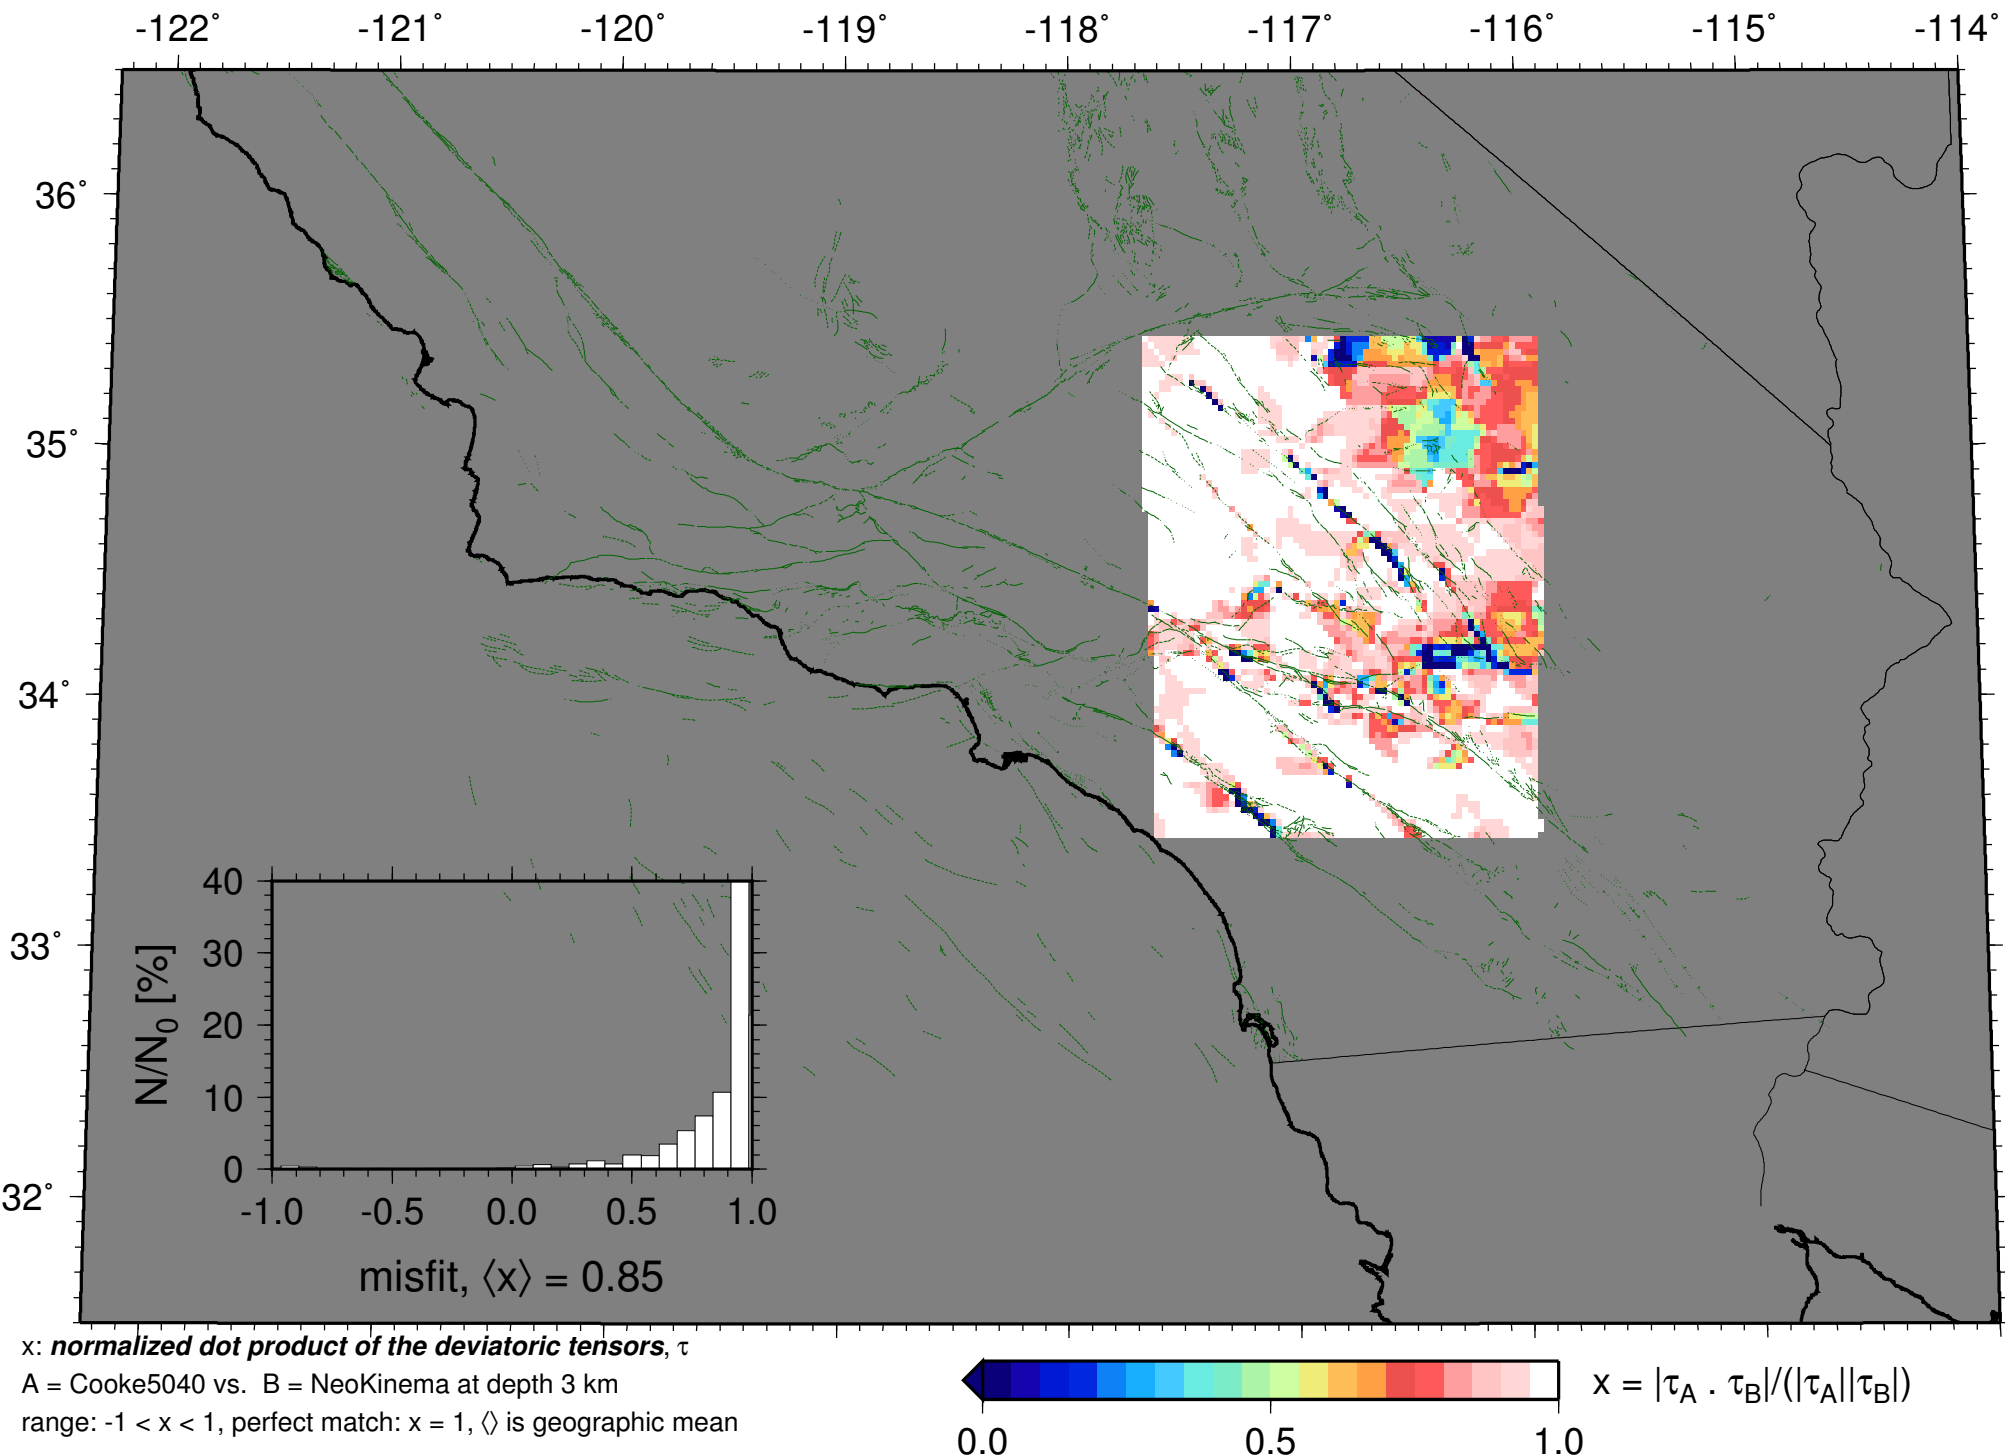 -122° -121° -120° -119° -118° -117° -116° -115° -114°
36°
35°
34°
33°
32°
40
30
20
10
0
N/N0 [%]
-1.0 -0.5 0.0 0.5 1.0
misfit, ⟨x⟩ = 0.85
x: normalized dot product of the deviatoric tensors, τ
A = Cooke5040 vs. B = NeoKinema at depth 3 km
range: -1 < x < 1, perfect match: x = 1, ⟨⟩ is geographic mean
x = |τA . τB|/(|τA||τB|)
0.0 0.5 1.0